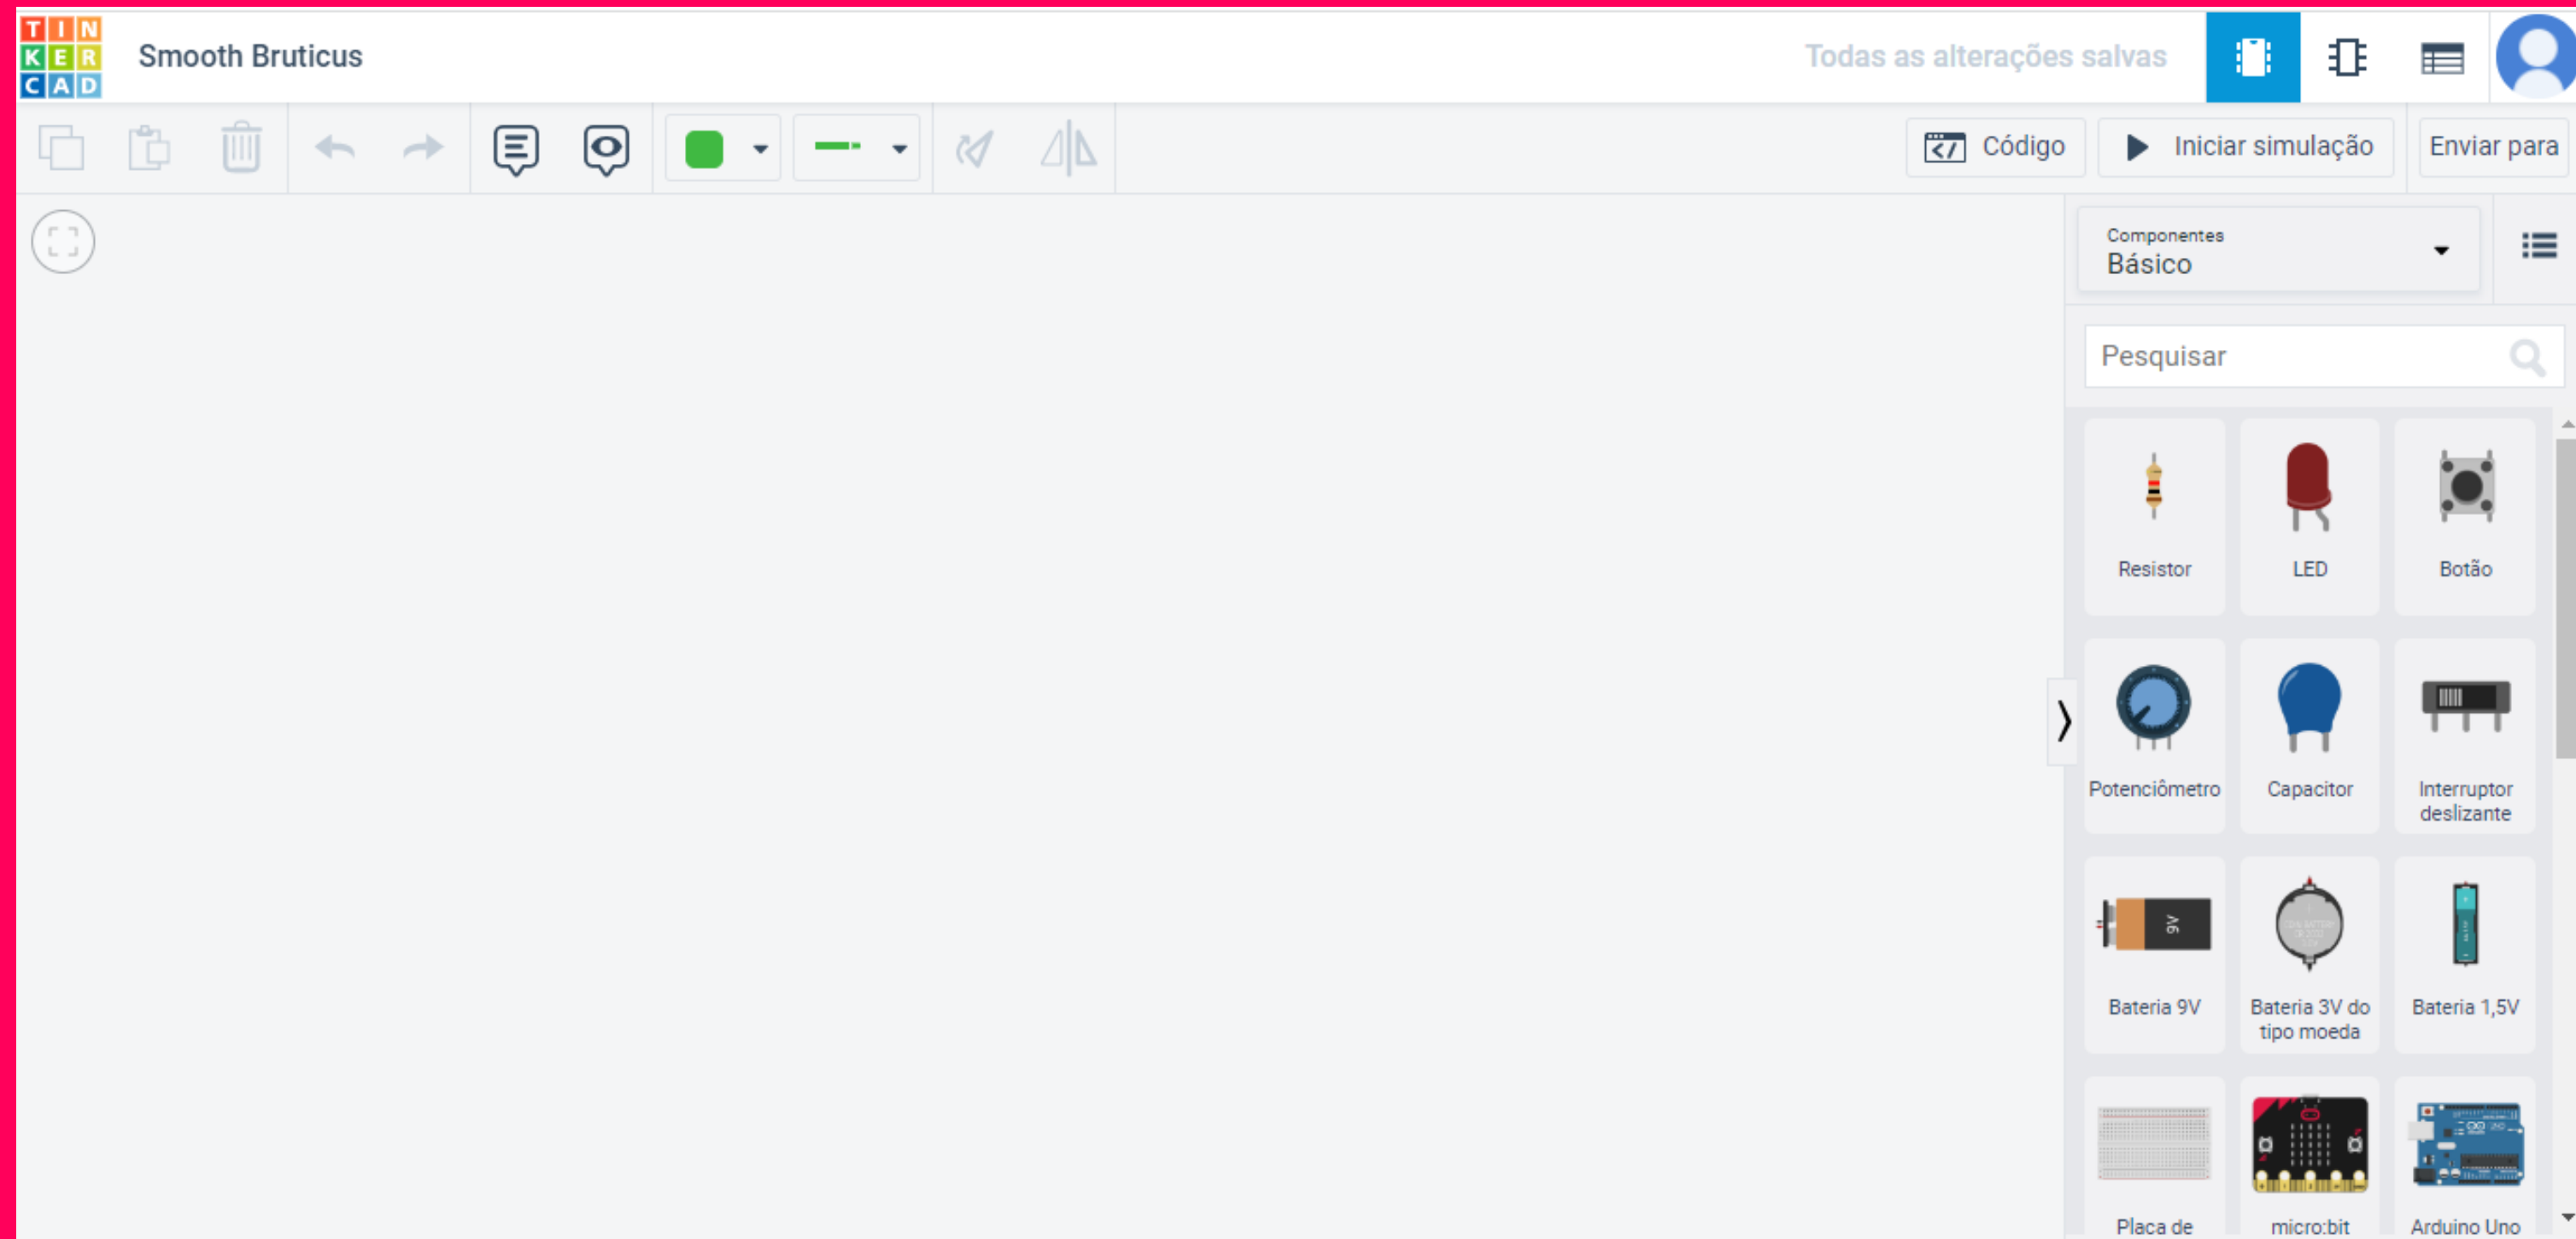 TIN
KER
CAD
Smooth Bruticus
Todas as alterações salvas
Código
Iniciar simulação
Enviar para
Componentes
Básico
Pesquisar
Resistor
LED
Botão
Potenciômetro
Capacitor
Interruptor
deslizante
9V
Bateria 9V
Bateria 3V do
tipo moeda
Bateria 1,5V
Placa de
micro:bit
Arduino Uno